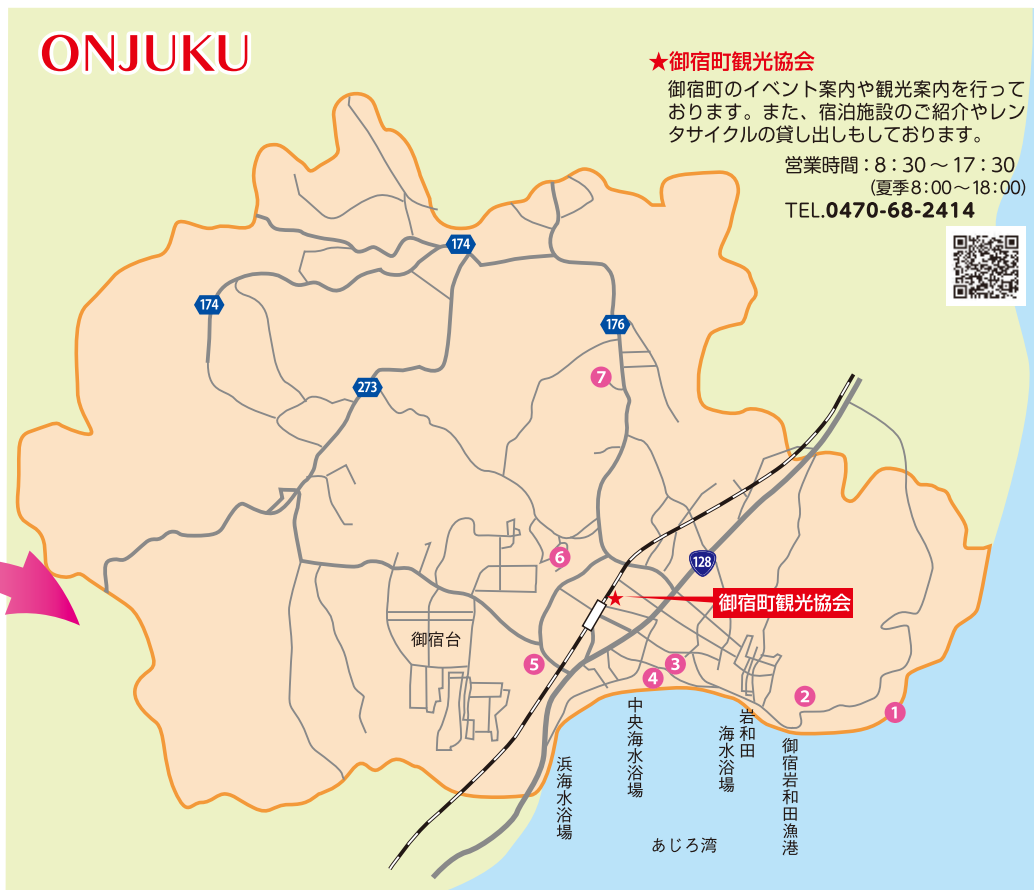 ONJUKU
★御宿町観光協会
御宿町のイベント案内や観光案内を行って
おります。また、宿泊施設のご紹介やレン
タサイクルの貸し出しもしております。
営業時間:8:30～17:30
(夏季8:00～18:00)
TEL.0470-68-2414
174
174
176
7
273
6
128
御宿町観光協会
御宿台
5
3
4
2
1
中央海水浴場
岩和田
海水浴場
御宿岩和田漁港
浜海水浴場
あじろ湾